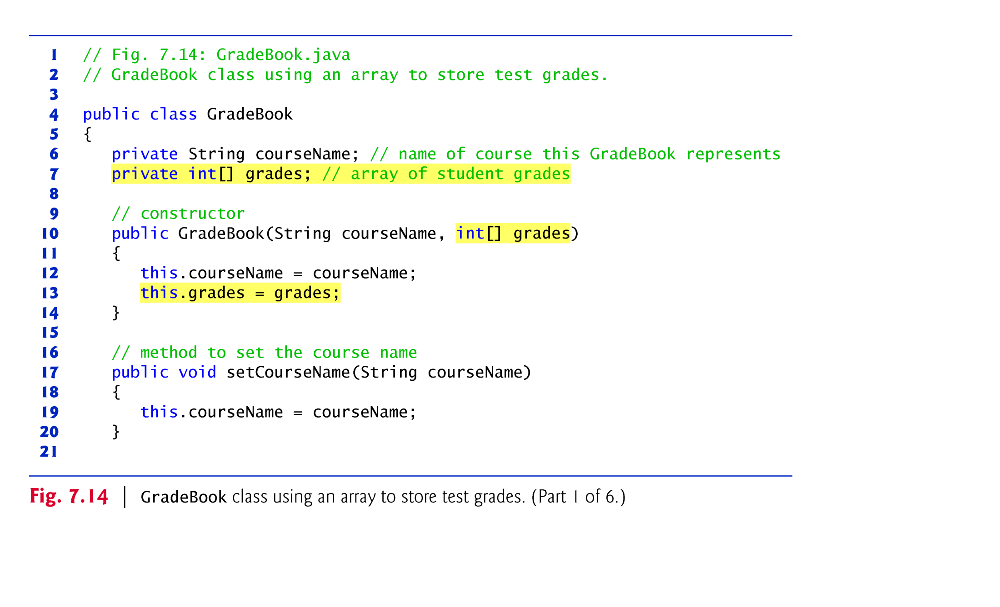 1 // Fig. 7.14: GradeBook.java
2 // GradeBook class using an array to store test grades.
3
4 public class GradeBook
5 {
6    private String courseName; // name of course this GradeBook represents
7    private int[] grades; // array of student grades
8
9    // constructor
10    public GradeBook(String courseName, int[] grades)
11    {
12       this.courseName = courseName;
13       this.grades = grades;
14    }
15
16    // method to set the course name
17    public void setCourseName(String courseName)
18    {
19       this.courseName = courseName;
20    }
21
Fig. 7.14 | GradeBook class using an array to store test grades. (Part 1 of 6.)